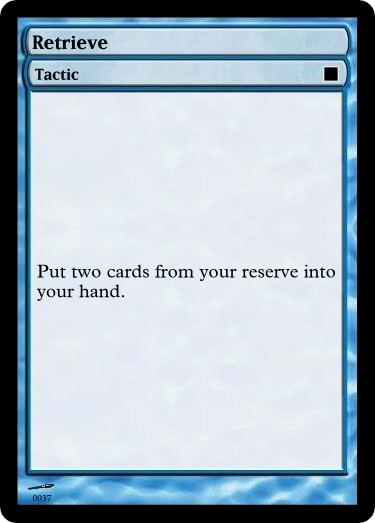 Retrieve
Tactic
Put two cards from your reserve into
your hand.
0037